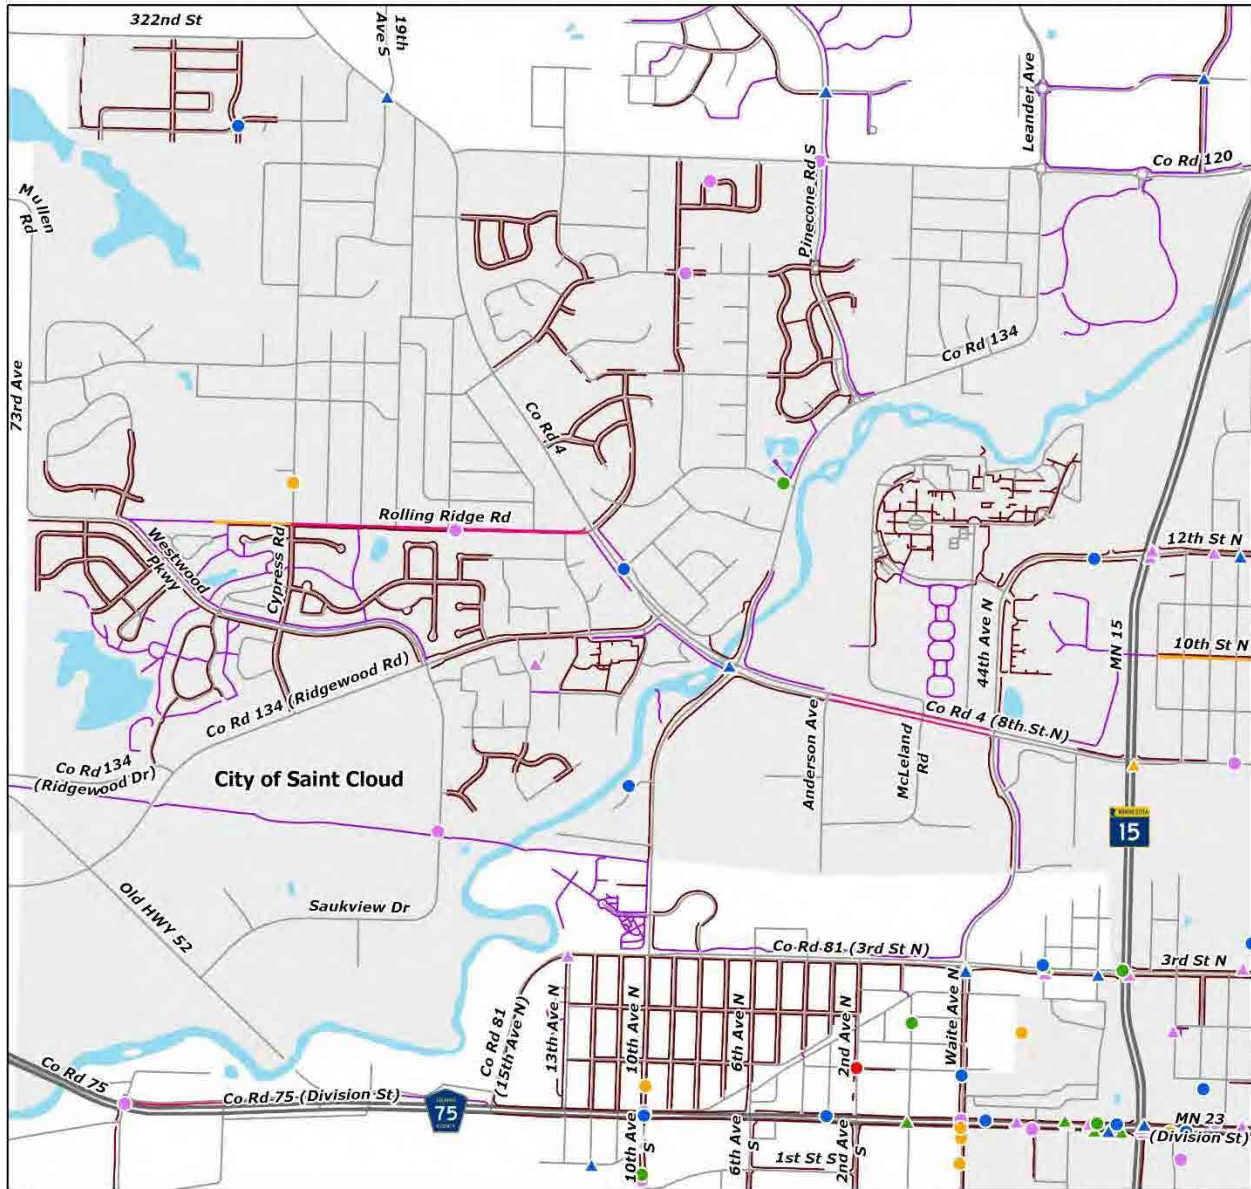 322nd St
19th
Ave S
Leander Ave
Co Rd 120
Pinecone Rd S
Mullen
Rd
Co Rd 134
73rd Ave
Co Rd 4
Rolling Ridge Rd
12th St N
Westwood
Pkwy
Cypress Rd
44th Ave N
MN 15
10th St N
Co Rd 134 (Ridgewood Rd)
Co Rd 4 (8th St N)
Anderson Ave
McLeland
Rd
Co Rd 134
(Ridgewood Dr)
City of Saint Cloud
MINNESOTA
15
Old HWY 52
Saukview Dr
Co Rd 81 (3rd St N)
3rd St N
Co Rd 81
(15th Ave N)
13th Ave N
10th Ave N
6th Ave N
2nd Ave N
Waite Ave N
Co Rd 75
Co Rd 75 (Division St)
75
MN 23
(Division St)
10th Ave
S
6th Ave
S
1st St S
2nd Ave
S